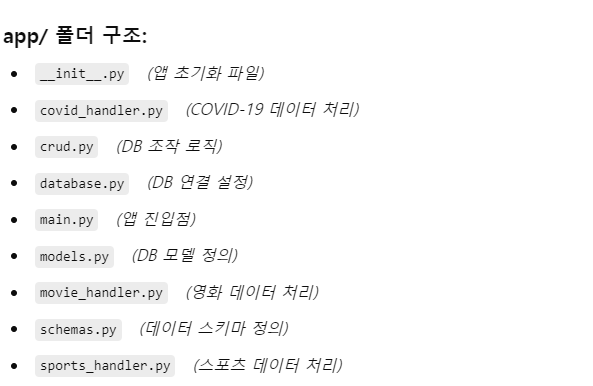 app/ 폴더 구조:
__init__.py (앱 초기화 파일)
covid_handler.py (COVID-19 데이터 처리)
crud.py (DB 조작 로직)
database.py (DB 연결 설정)
main.py (앱 진입점)
models.py (DB 모델 정의)
movie_handler.py (영화 데이터 처리)
schemas.py (데이터 스키마 정의)
sports_handler.py (스포츠 데이터 처리)